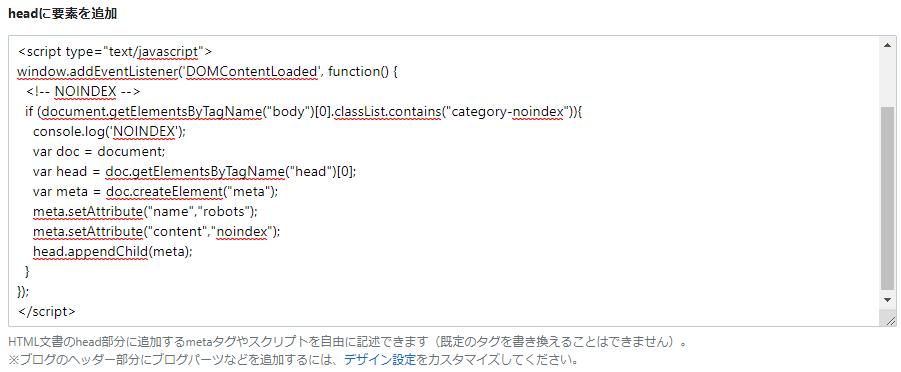 headに要素を追加
<script type="text/javascript">
window.addEventListener('DOMContentLoaded', function() {
  <!-- NOINDEX -->
  if (document.getElementsByTagName("body")[0].classList.contains("category-noindex")){
    console.log('NOINDEX');
    var doc = document;
    var head = doc.getElementsByTagName("head")[0];
    var meta = doc.createElement("meta");
    meta.setAttribute("name","robots");
    meta.setAttribute("content","noindex");
    head.appendChild(meta);
  }
});
</script>
HTML文書のhead部分に追加するmetaタグやスクリプトを自由に記述できます（既定のタグを書き換えることはできません）。
※ブログのヘッダー部分にブログパーツなどを追加するには、デザイン設定をカスタマイズしてください。